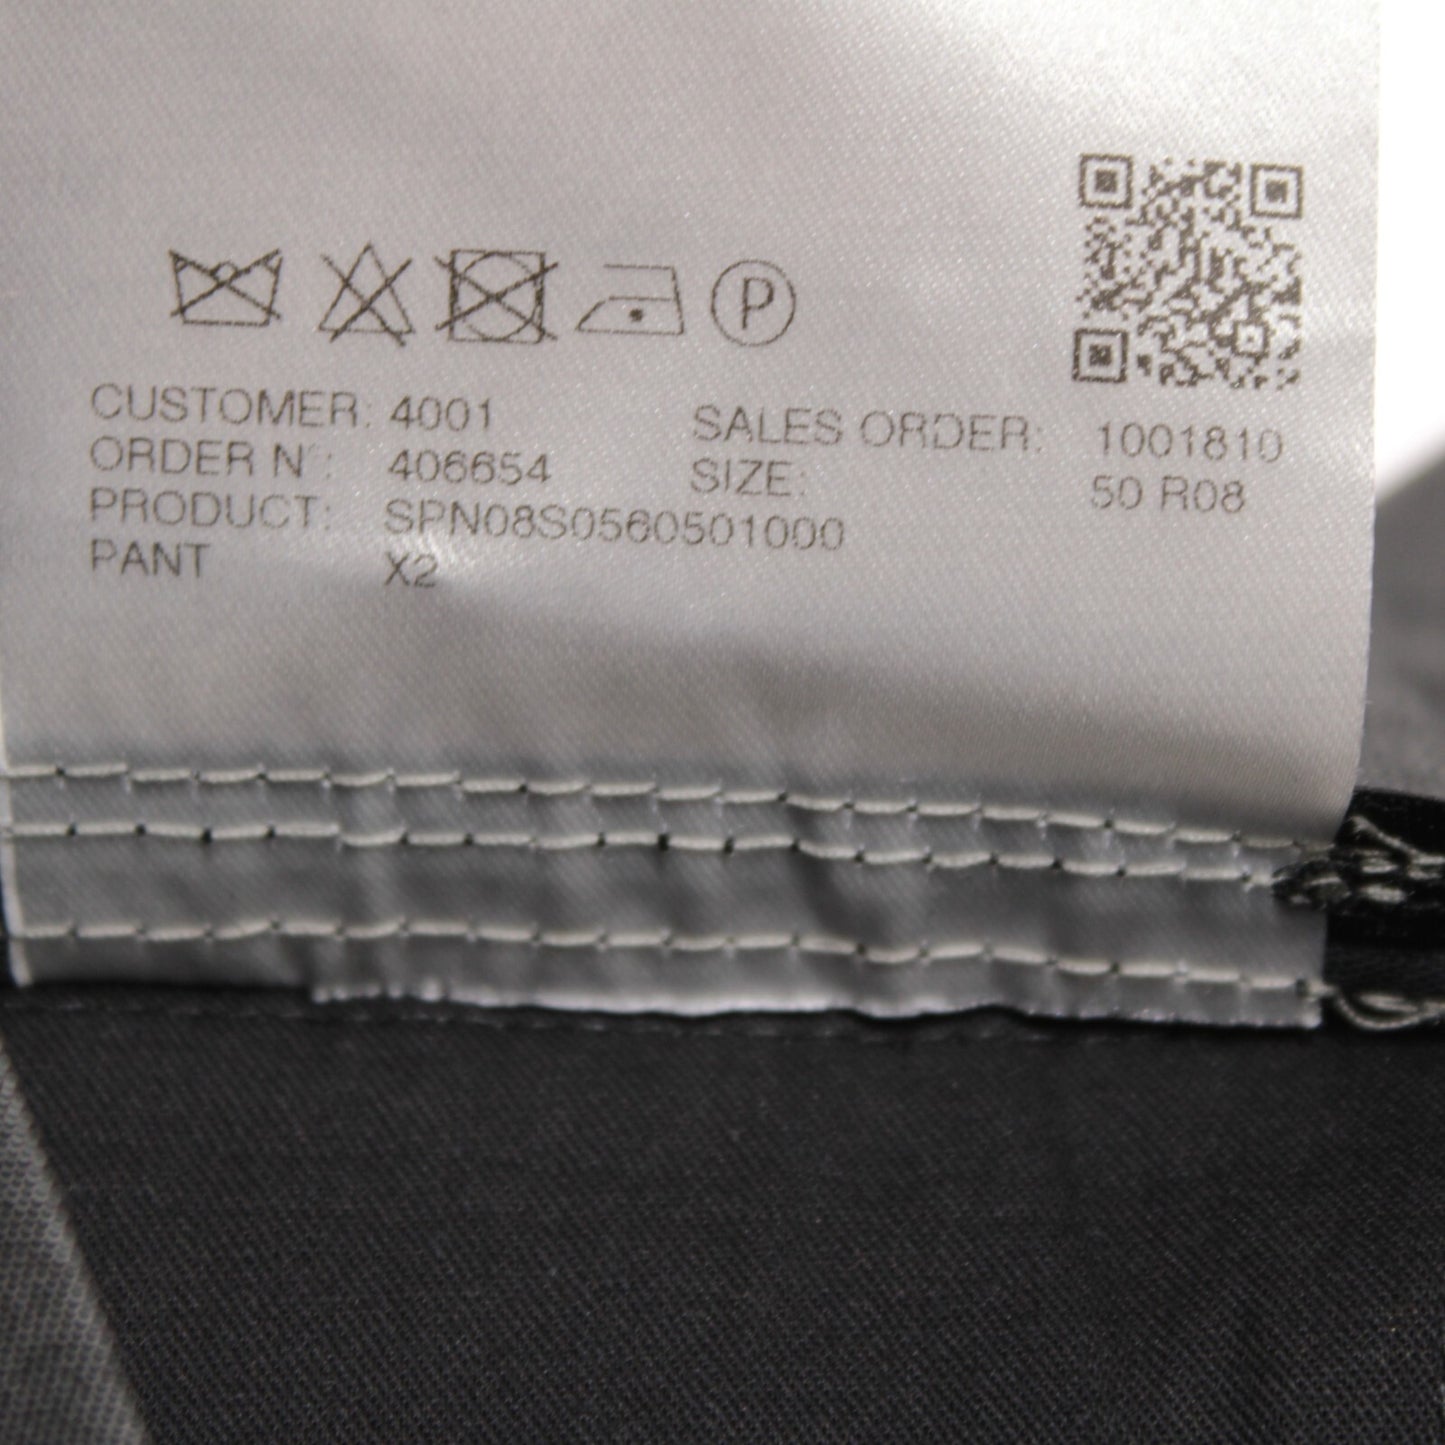 P
CUSTOMER: 4001 SALES ORDER: 1001810
ORDER N°: 406654 SIZE: 50 R08
PRODUCT: SPN08S0560501000
PANT X2